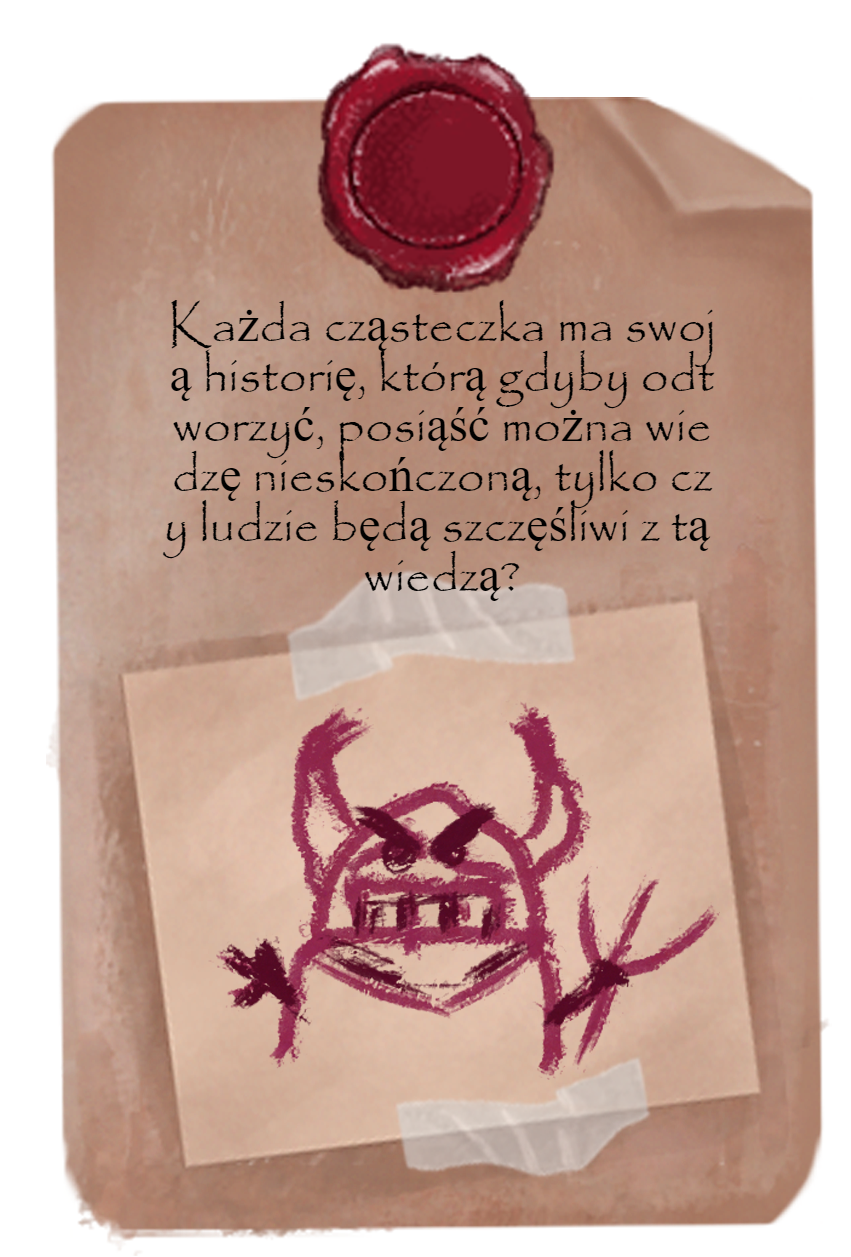 Każda cząsteczka ma swoj
ą historię, którą gdyby odt
worzyć, posiąść można wie
dzę nieskończoną, tylko cz
y ludzie będą szczęśliwi z tą
wiedzą?